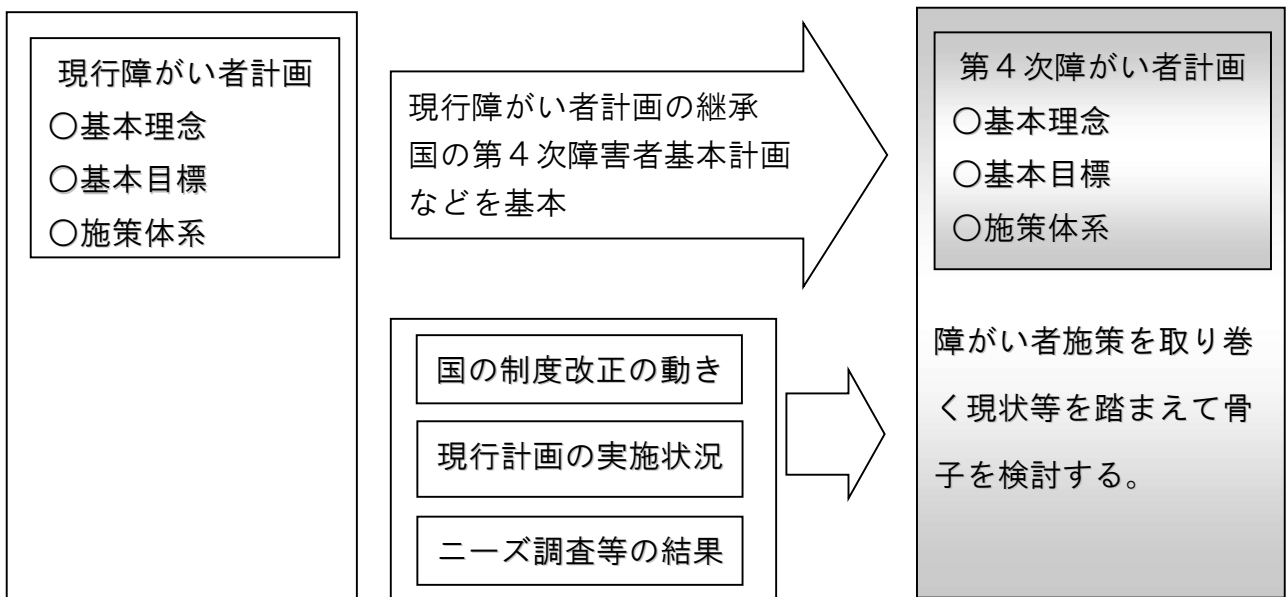 現行障がい者計画
〇基本理念
〇基本目標
〇施策体系
現行障がい者計画の継承
国の第４次障害者基本計画
などを基本
国の制度改正の動き
現行計画の実施状況
ニーズ調査等の結果
第４次障がい者計画
〇基本理念
〇基本目標
〇施策体系
障がい者施策を取り巻
く現状等を踏まえて骨
子を検討する。